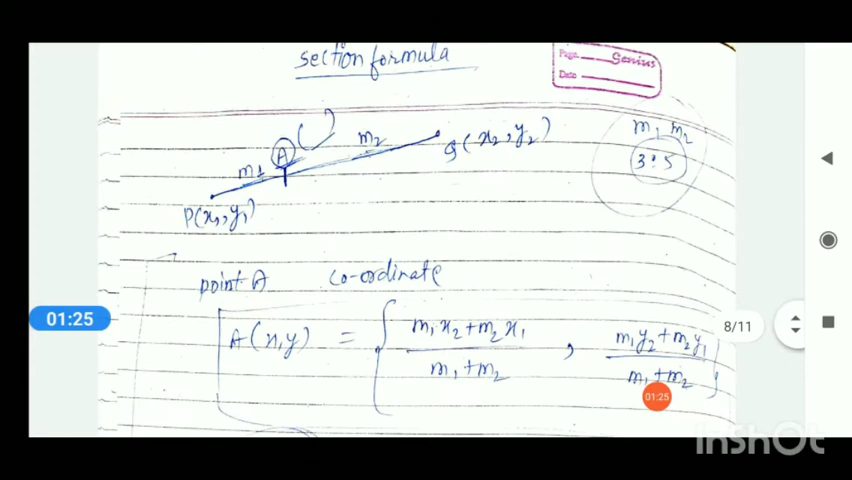 section formula
Page. Genius
Date
( )
m1 A m2 Q(x2, y2)
m1 m2
3:5
P(x1, y1)
point A co-ordinate
A(x,y) = { m1x2+m2x1 / m1+m2 , m1y2+m2y1 / m1+m2 }
01:25
8/11
01:25
InShOt